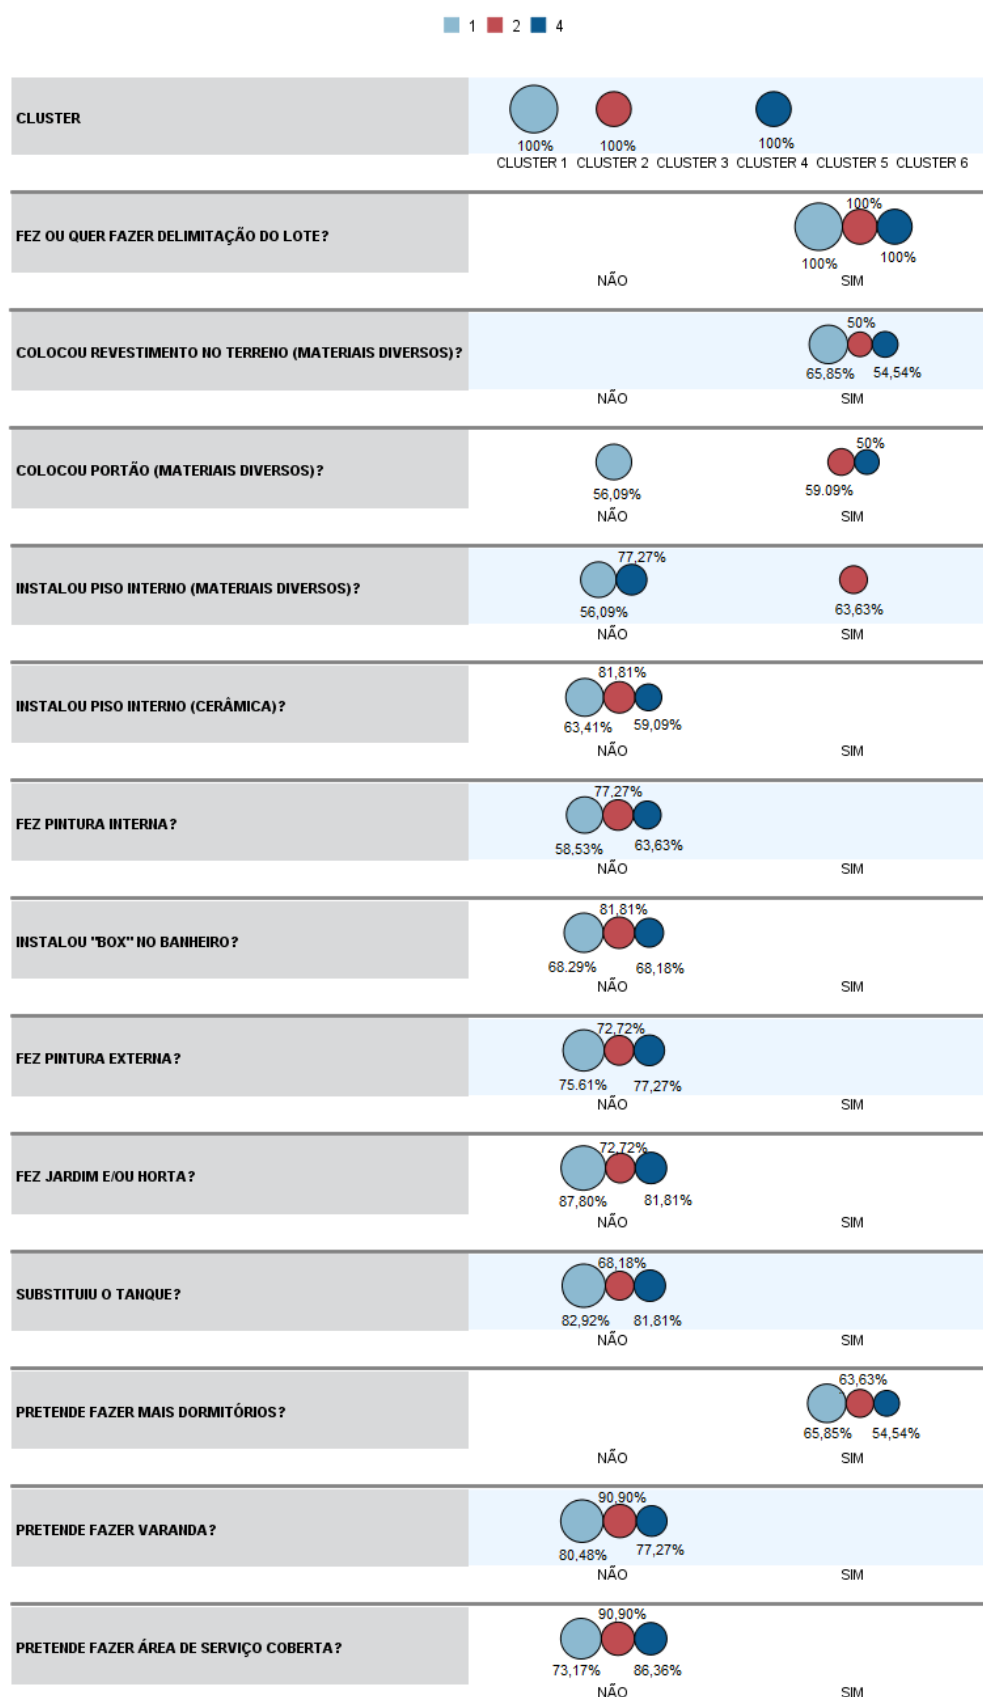 1 2 4
CLUSTER
100% 100% 100%
CLUSTER 1 CLUSTER 2 CLUSTER 3 CLUSTER 4 CLUSTER 5 CLUSTER 6
FEZ OU QUER FAZER DELIMITAÇÃO DO LOTE?
100%
100% 100%
NÃO SIM
COLOCOU REVESTIMENTO NO TERRENO (MATERIAIS DIVERSOS)?
50%
65,85% 54,54%
NÃO SIM
COLOCOU PORTÃO (MATERIAIS DIVERSOS)?
50%
56,09% 59.09%
NÃO SIM
INSTALOU PISO INTERNO (MATERIAIS DIVERSOS)?
77,27%
56,09% 63,63%
NÃO SIM
INSTALOU PISO INTERNO (CERÂMICA)?
81,81%
63,41% 59,09%
NÃO SIM
FEZ PINTURA INTERNA?
77,27%
58,53% 63,63%
NÃO SIM
INSTALOU "BOX" NO BANHEIRO?
81,81%
68.29% 68,18%
NÃO SIM
FEZ PINTURA EXTERNA?
72,72%
75.61% 77,27%
NÃO SIM
FEZ JARDIM E/OU HORTA?
72,72%
87,80% 81,81%
NÃO SIM
SUBSTITUIU O TANQUE?
68,18%
82,92% 81,81%
NÃO SIM
PRETENDE FAZER MAIS DORMITÓRIOS?
63,63%
65,85% 54,54%
NÃO SIM
PRETENDE FAZER VARANDA?
90,90%
80,48% 77,27%
NÃO SIM
PRETENDE FAZER ÁREA DE SERVIÇO COBERTA?
90,90%
73,17% 86,36%
NÃO SIM